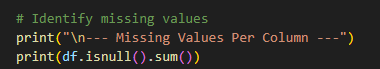 # Identify missing values
print("\n--- Missing Values Per Column ---")
print(df.isnull().sum())